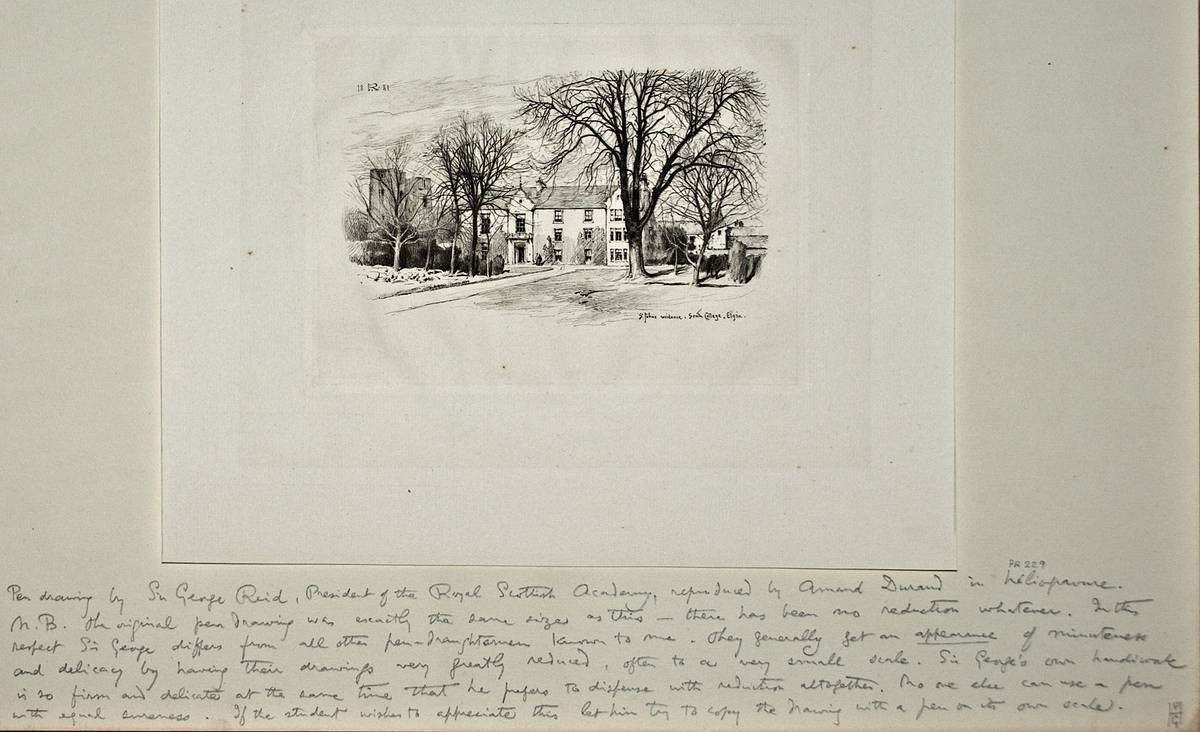 18 R 81
St Johns residence. South College. Elgin.
PR 229
Pen drawing by Sir George Reid, President of the Royal Scottish Academy, reproduced by Amand Durand in héliogravure.
N.B. The original pen drawing was exactly the same size as this — there has been no reduction whatever. In this
respect Sir George differs from all other pen-draughtsmen known to me. They generally get an appearance of minuteness
and delicacy by having their drawings very greatly reduced, often to a very small scale. Sir George's own handiwork
is so firm and delicate at the same time that he prefers to dispense with reduction altogether. No one else can use a pen
with equal sureness. If the student wishes to appreciate this let him try to copy the drawing with a pen on its own scale.